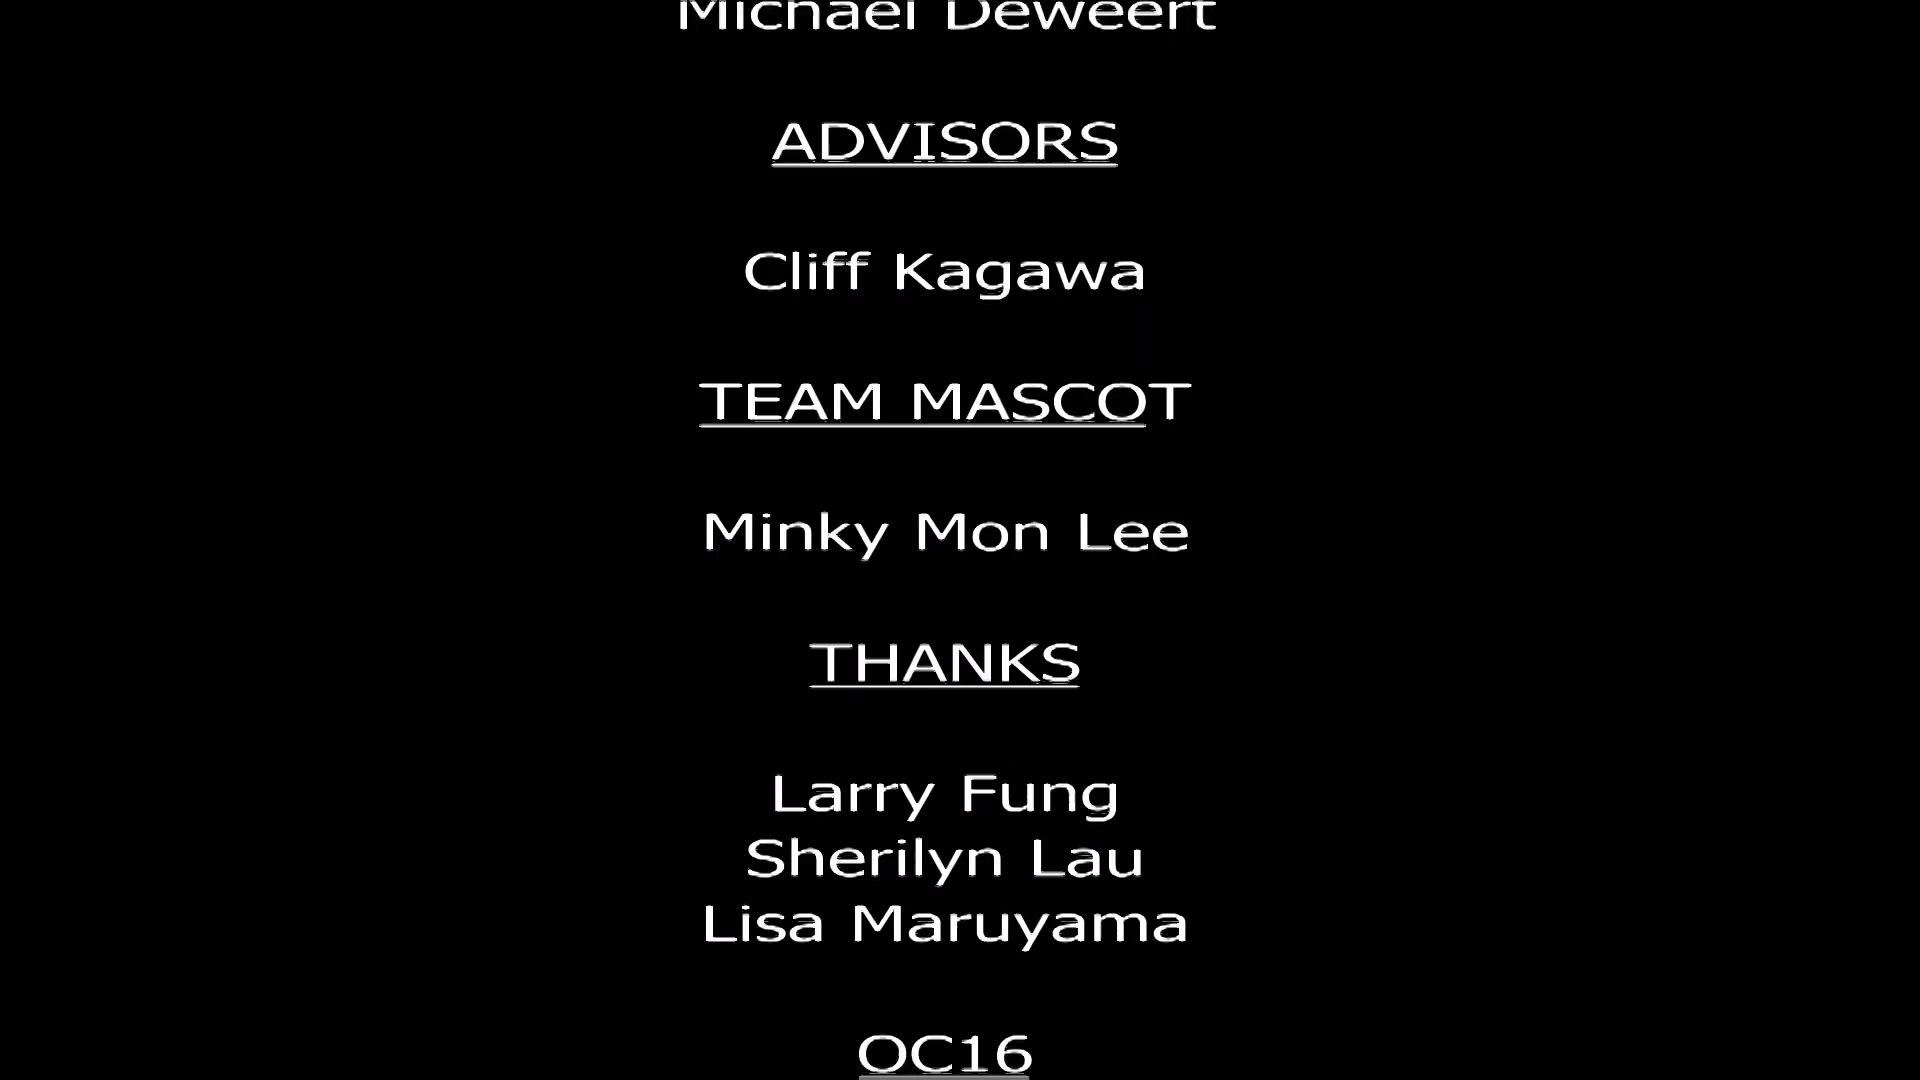 Michael Deweert
ADVISORS
Cliff Kagawa
TEAM MASCOT
Minky Mon Lee
THANKS
Larry Fung
Sherilyn Lau
Lisa Maruyama
OC16